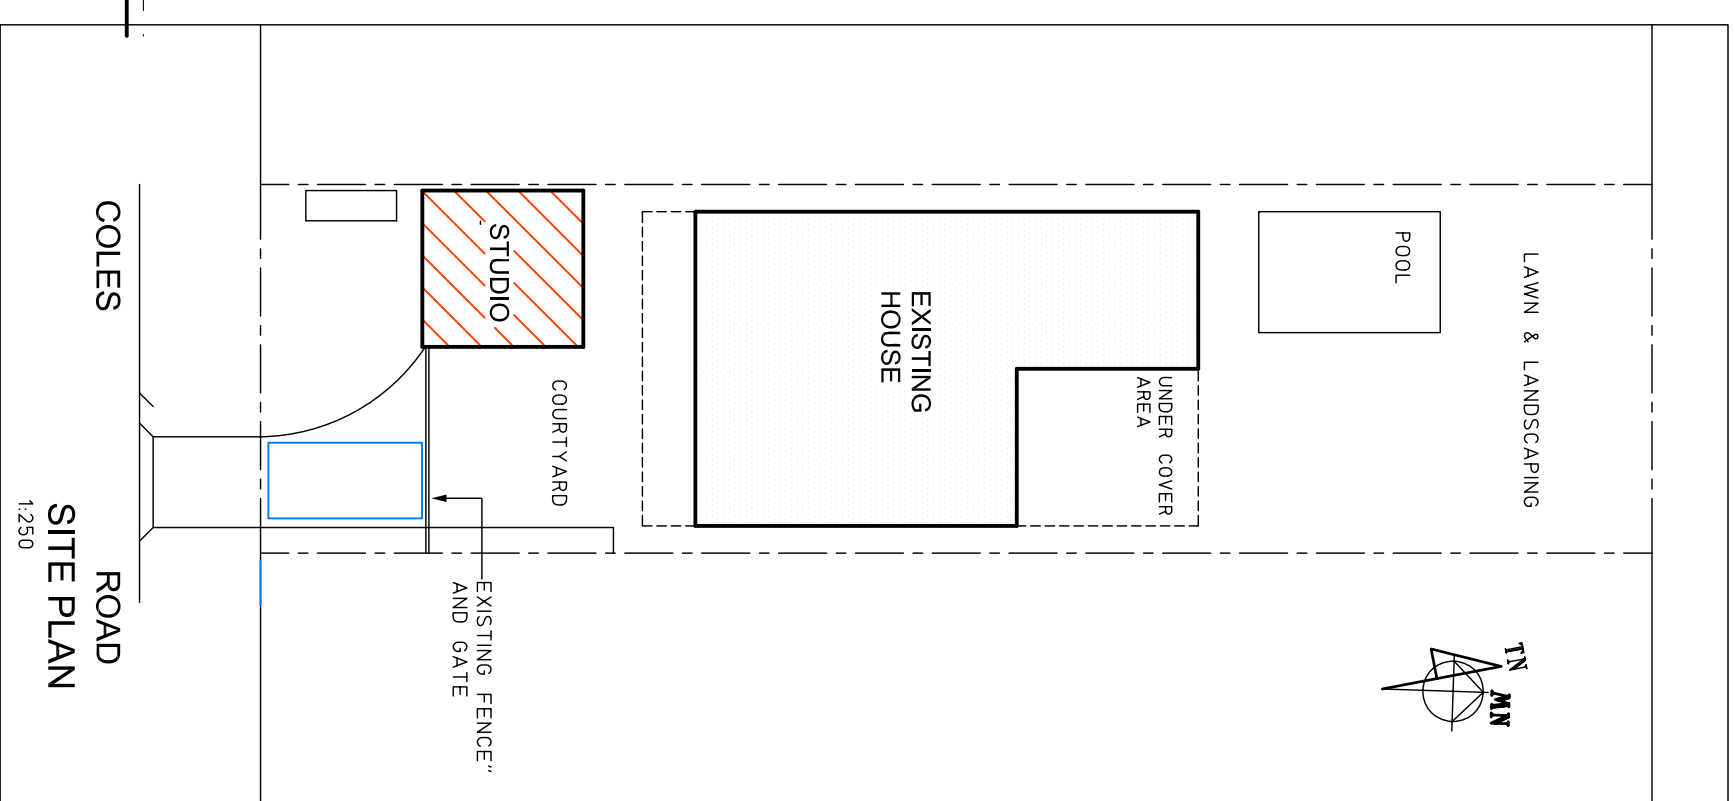 LAWN & LANDSCAPING
POOL
UNDER COVER
AREA
EXISTING
HOUSE
COURTYARD
STUDIO
EXISTING FENCE"
AND GATE
COLES ROAD
SITE PLAN
1:250
TN
MN